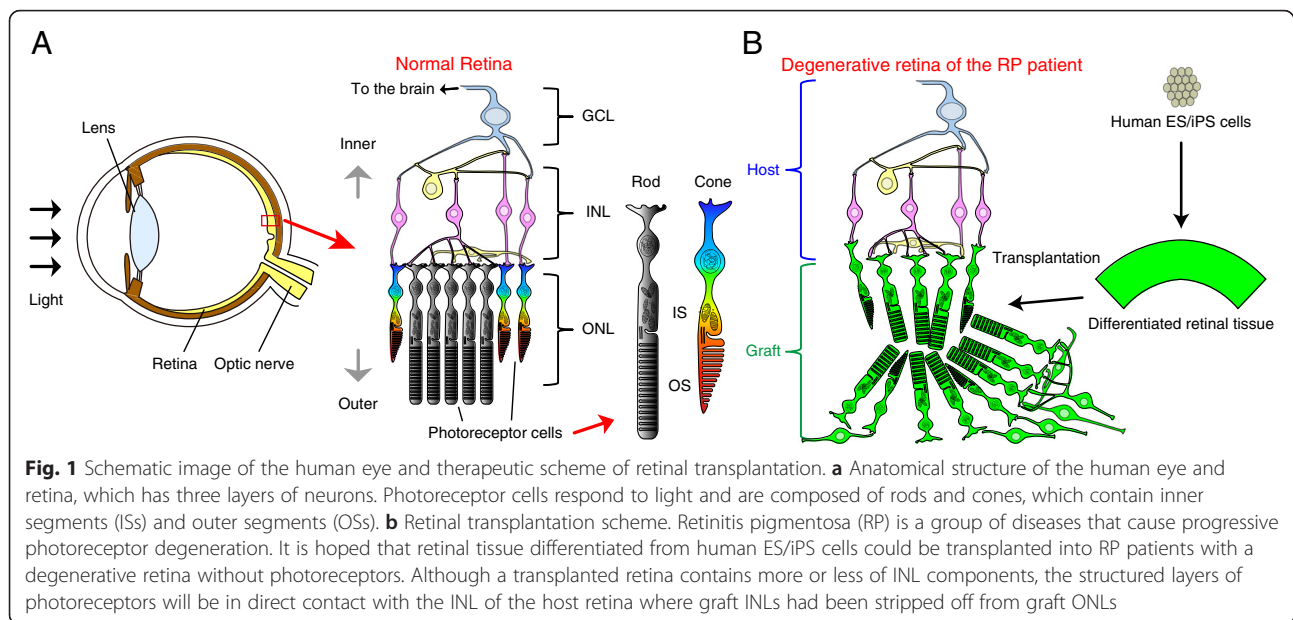 A
Normal Retina
To the brain
GCL
Lens
Inner
INL
Rod
Cone
Light
IS
ONL
Retina
Optic nerve
OS
Outer
Photoreceptor cells
B
Degenerative retina of the RP patient
Human ES/iPS cells
Host
Transplantation
Differentiated retinal tissue
Graft
Fig. 1 Schematic image of the human eye and therapeutic scheme of retinal transplantation. a Anatomical structure of the human eye and
retina, which has three layers of neurons. Photoreceptor cells respond to light and are composed of rods and cones, which contain inner
segments (ISs) and outer segments (OSs). b Retinal transplantation scheme. Retinitis pigmentosa (RP) is a group of diseases that cause progressive
photoreceptor degeneration. It is hoped that retinal tissue differentiated from human ES/iPS cells could be transplanted into RP patients with a
degenerative retina without photoreceptors. Although a transplanted retina contains more or less of INL components, the structured layers of
photoreceptors will be in direct contact with the INL of the host retina where graft INLs had been stripped off from graft ONLs